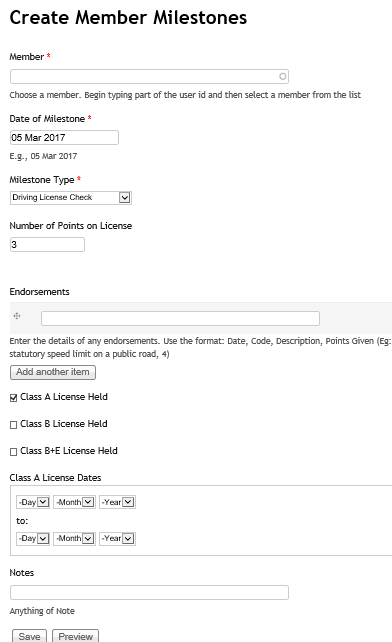 Create Member Milestones
Member *
Choose a member. Begin typing part of the user id and then select a member from the list
Date of Milestone *
05 Mar 2017
E.g., 05 Mar 2017
Milestone Type *
Driving License Check
Number of Points on License
3
Endorsements
Enter the details of any endorsements. Use the format: Date, Code, Description, Points Given (Eg:
statutory speed limit on a public road, 4)
Add another item
Class A License Held
Class B License Held
Class B+E License Held
Class A License Dates
-Day -Month -Year
to:
-Day -Month -Year
Notes
Anything of Note
Save Preview